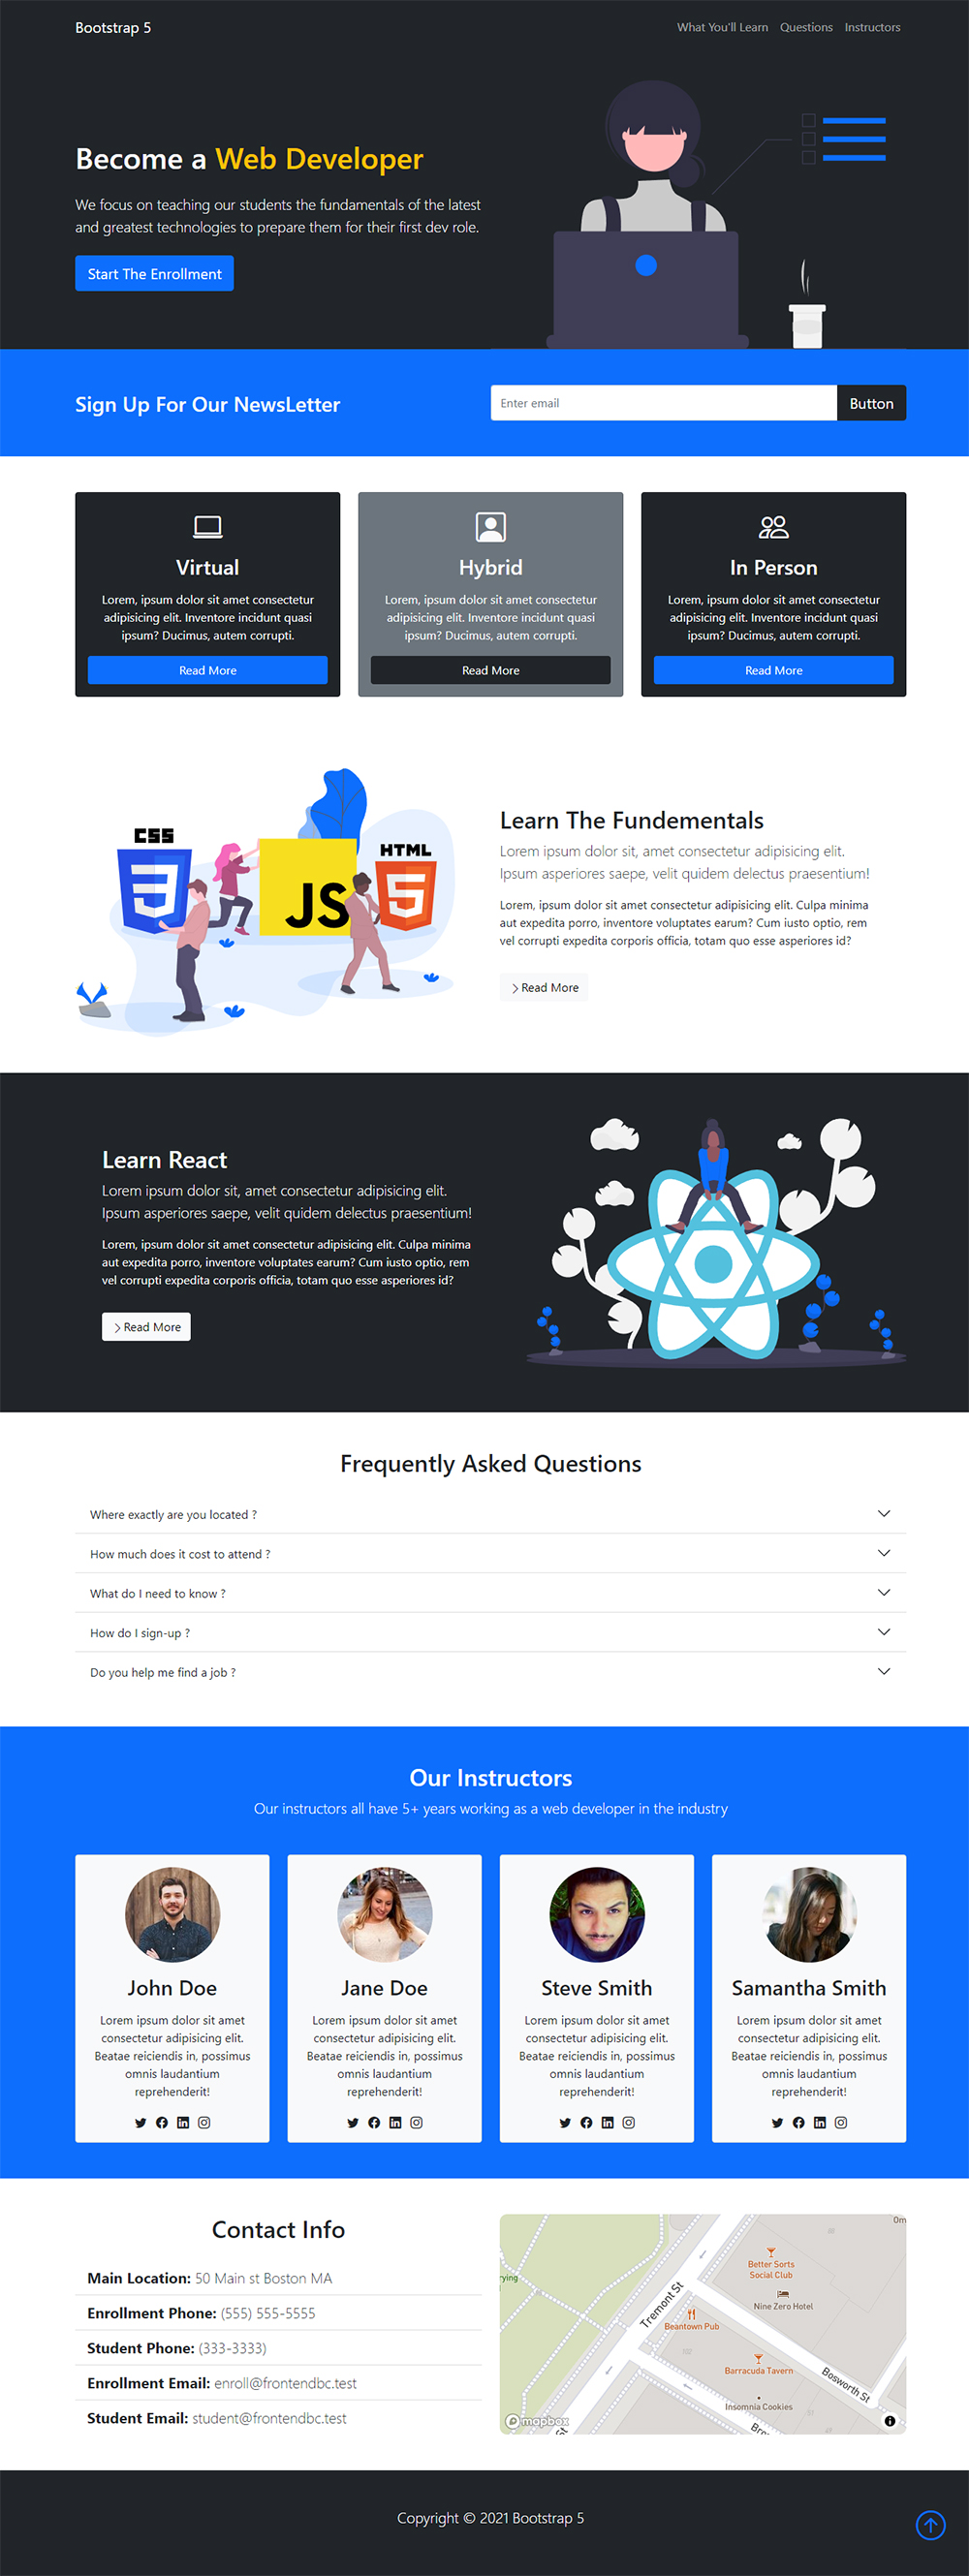 Bootstrap 5
What You'll Learn Questions Instructors
Become a Web Developer
We focus on teaching our students the fundamentals of the latest
and greatest technologies to prepare them for their first dev role.
Start The Enrollment
Sign Up For Our NewsLetter
Enter email
Button
Virtual
Lorem, ipsum dolor sit amet consectetur
adipisicing elit. Inventore incidunt quasi
ipsum? Ducimus, autem corrupti.
Read More
Hybrid
Lorem, ipsum dolor sit amet consectetur
adipisicing elit. Inventore incidunt quasi
ipsum? Ducimus, autem corrupti.
Read More
In Person
Lorem, ipsum dolor sit amet consectetur
adipisicing elit. Inventore incidunt quasi
ipsum? Ducimus, autem corrupti.
Read More
CSS
3
JS
HTML
5
Learn The Fundementals
Lorem ipsum dolor sit, amet consectetur adipisicing elit.
Ipsum asperiores saepe, velit quidem delectus praesentium!
Lorem, ipsum dolor sit amet consectetur adipisicing elit. Culpa minima
aut expedita porro, inventore voluptates earum? Cum iusto optio, rem
vel corrupti expedita corporis officia, totam quo esse asperiores id?
Read More
Learn React
Lorem ipsum dolor sit, amet consectetur adipisicing elit.
Ipsum asperiores saepe, velit quidem delectus praesentium!
Lorem, ipsum dolor sit amet consectetur adipisicing elit. Culpa minima
aut expedita porro, inventore voluptates earum? Cum iusto optio, rem
vel corrupti expedita corporis officia, totam quo esse asperiores id?
Read More
Frequently Asked Questions
Where exactly are you located ?
How much does it cost to attend ?
What do I need to know ?
How do I sign-up ?
Do you help me find a job ?
Our Instructors
Our instructors all have 5+ years working as a web developer in the industry
John Doe
Lorem ipsum dolor sit amet
consectetur adipisicing elit.
Beatae reiciendis in, possimus
omnis laudantium
reprehenderit!
Jane Doe
Lorem ipsum dolor sit amet
consectetur adipisicing elit.
Beatae reiciendis in, possimus
omnis laudantium
reprehenderit!
Steve Smith
Lorem ipsum dolor sit amet
consectetur adipisicing elit.
Beatae reiciendis in, possimus
omnis laudantium
reprehenderit!
Samantha Smith
Lorem ipsum dolor sit amet
consectetur adipisicing elit.
Beatae reiciendis in, possimus
omnis laudantium
reprehenderit!
Contact Info
Main Location: 50 Main st Boston MA
Enrollment Phone: (555) 555-5555
Student Phone: (333-3333)
Enrollment Email: enroll@frontendbc.test
Student Email: student@frontendbc.test
0m
Better Sorts
Social Club
rying
Tremont St
Nine Zero Hotel
Beantown Pub
Barracuda Tavern
Bosworth St
Insomnia Cookies
mapbox
St
Bro
Copyright © 2021 Bootstrap 5